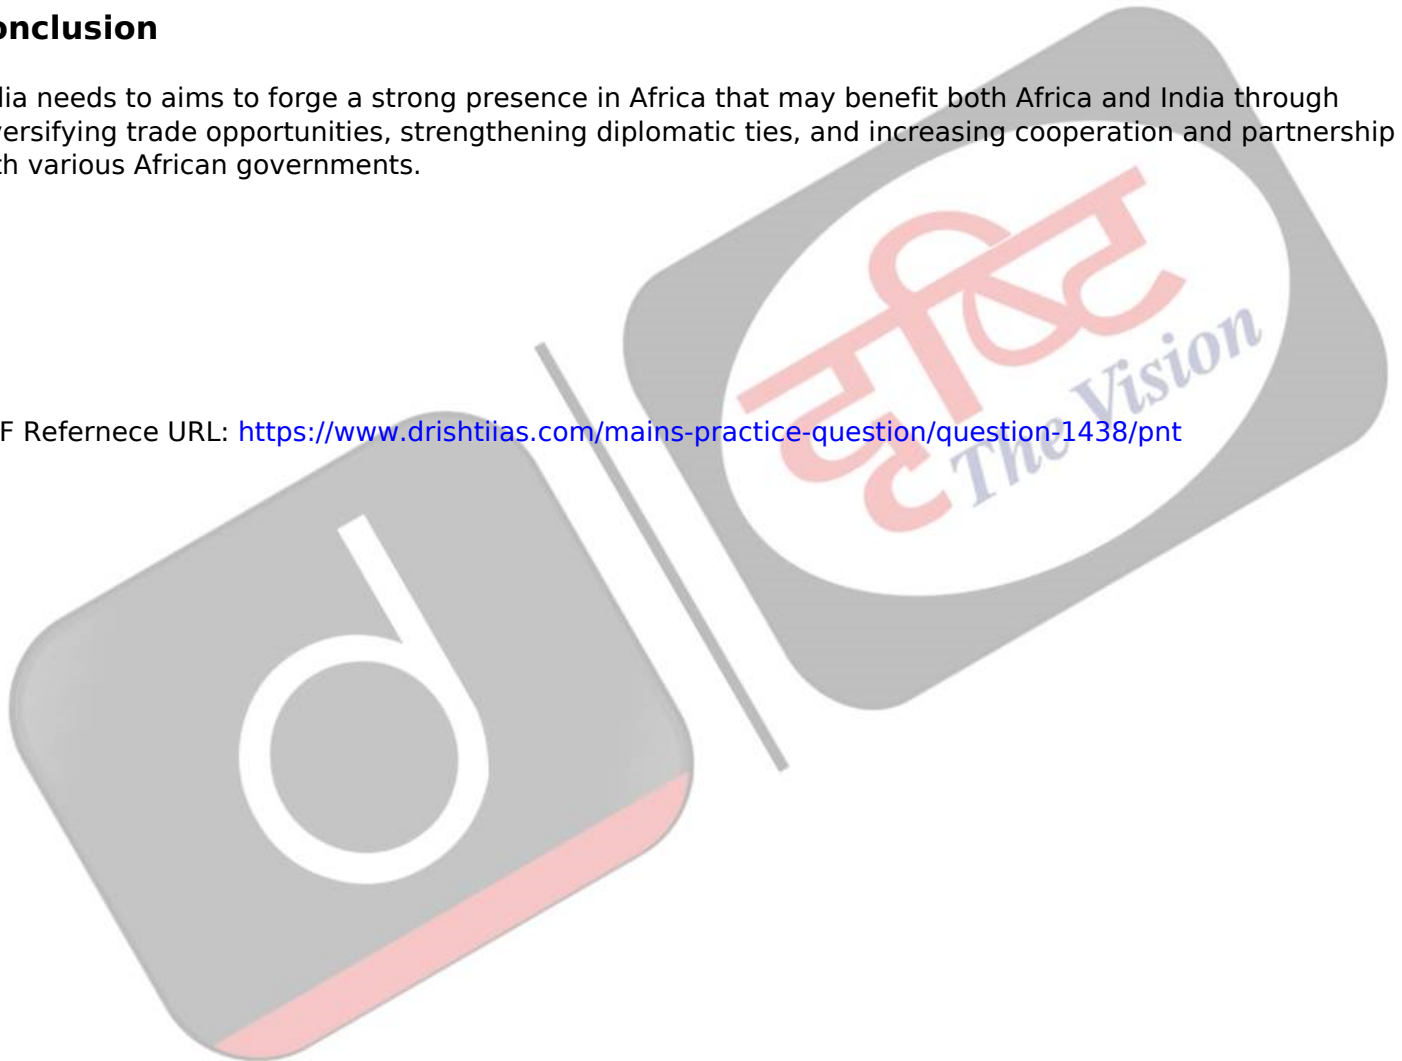 onclusion
dia needs to aims to forge a strong presence in Africa that may benefit both Africa and India through
versifying trade opportunities, strengthening diplomatic ties, and increasing cooperation and partnership
th various African governments.
दृष्टि
The Vision
F Refernece URL: https://www.drishtiias.com/mains-practice-question/question-1438/pnt
d